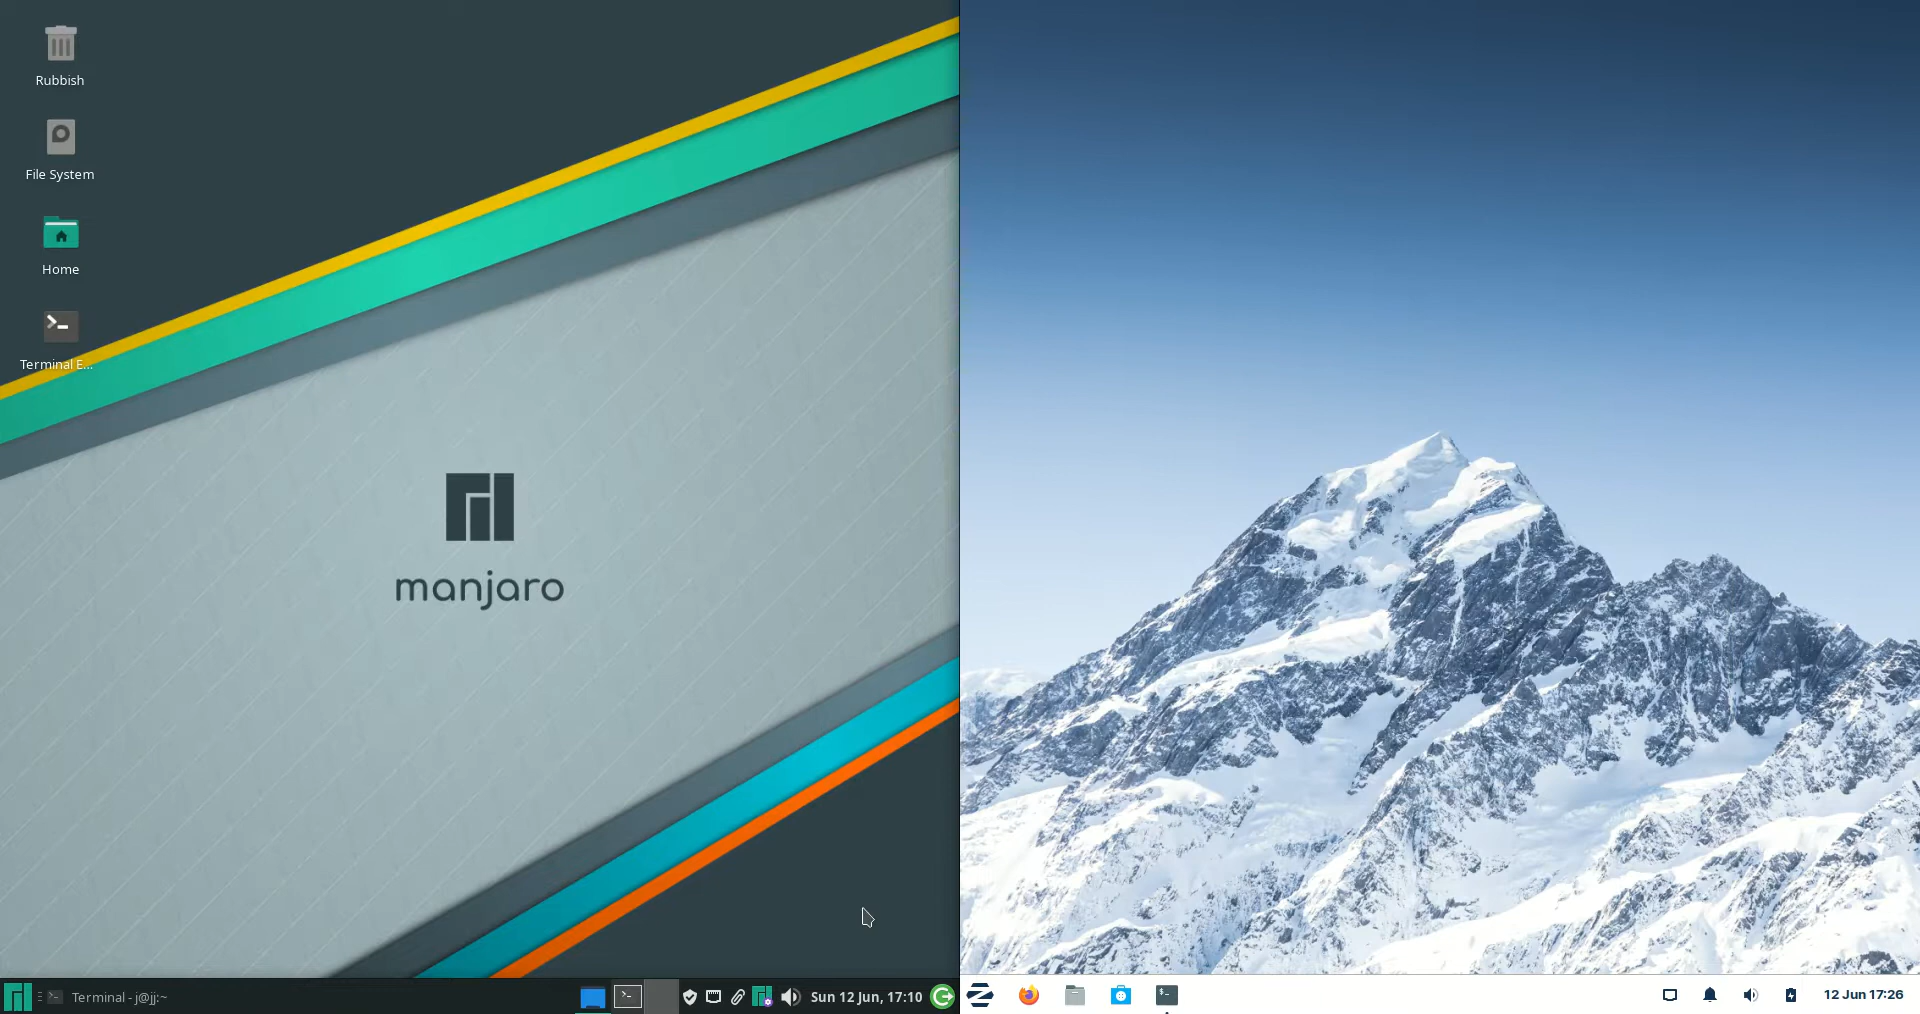 Rubbish
File System
Home
Terminal E...
manjaro
Terminal - j@jj:~
Sun 12 Jun, 17:10
12 Jun 17:26